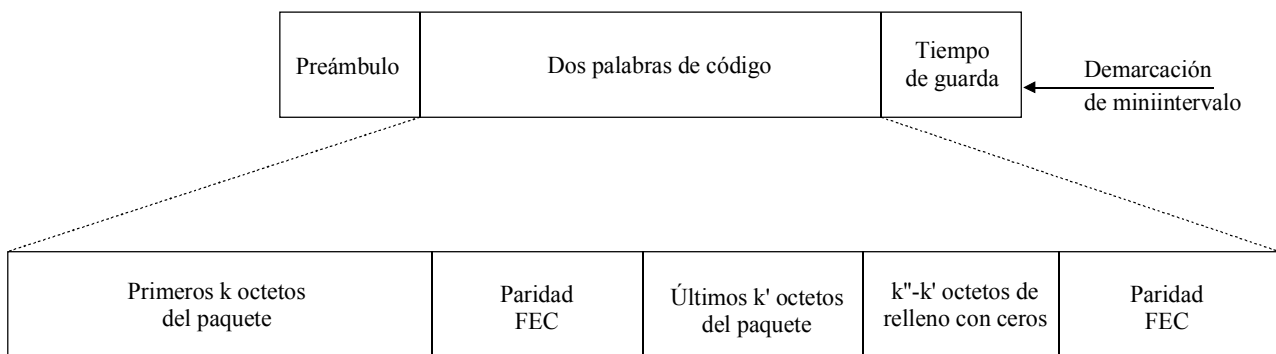 Preámbulo
Dos palabras de código
Tiempo
de guarda
Demarcación
de miniintervalo
Primeros k octetos
del paquete
Paridad
FEC
Últimos k' octetos
del paquete
k"-k' octetos de
relleno con ceros
Paridad
FEC